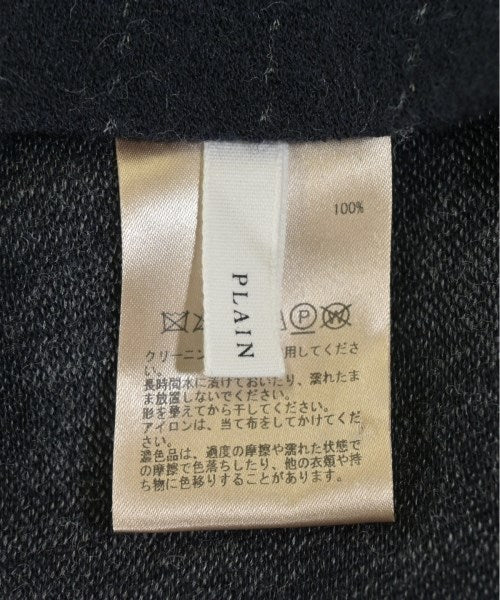 100%
PLAIN
P W
クリーニン 用してくださ
い。
長時間水に漬けておいたり、濡れたま
ま放置しないでください。
形を整えてから干してください。
アイロンは、当て布をしてかけてくださ
い。
濃色品は、過度の摩擦や濡れた状態で
の摩擦で色落ちしたり、他の衣類や持
ち物に色移りすることがあります。